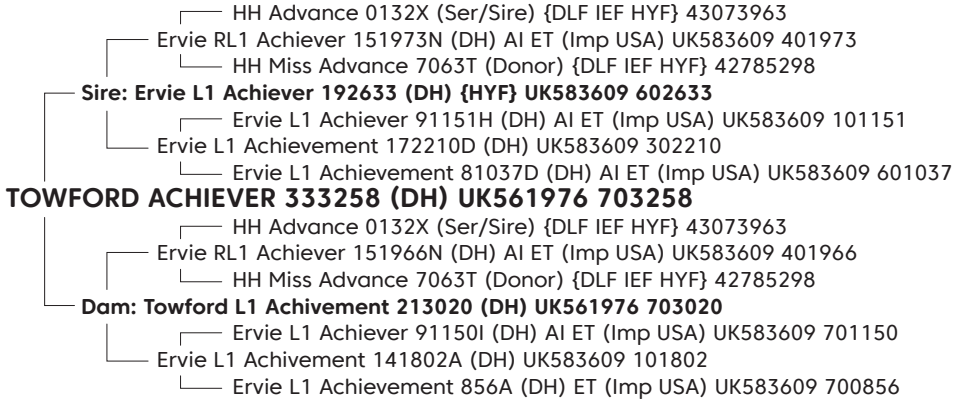 HH Advance 0132X (Ser/Sire) {DLF IEF HYF} 43073963
Ervie RL1 Achiever 151973N (DH) AI ET (Imp USA) UK583609 401973
HH Miss Advance 7063T (Donor) {DLF IEF HYF} 42785298
Sire: Ervie L1 Achiever 192633 (DH) {HYF} UK583609 602633
Ervie L1 Achiever 91151H (DH) AI ET (Imp USA) UK583609 101151
Ervie L1 Achievement 172210D (DH) UK583609 302210
Ervie L1 Achievement 81037D (DH) AI ET (Imp USA) UK583609 601037
TOWFORD ACHIEVER 333258 (DH) UK561976 703258
HH Advance 0132X (Ser/Sire) {DLF IEF HYF} 43073963
Ervie RL1 Achiever 151966N (DH) AI ET (Imp USA) UK583609 401966
HH Miss Advance 7063T (Donor) {DLF IEF HYF} 42785298
Dam: Towford L1 Achivement 213020 (DH) UK561976 703020
Ervie L1 Achiever 91150I (DH) AI ET (Imp USA) UK583609 701150
Ervie L1 Achivement 141802A (DH) UK583609 101802
Ervie L1 Achievement 856A (DH) ET (Imp USA) UK583609 700856